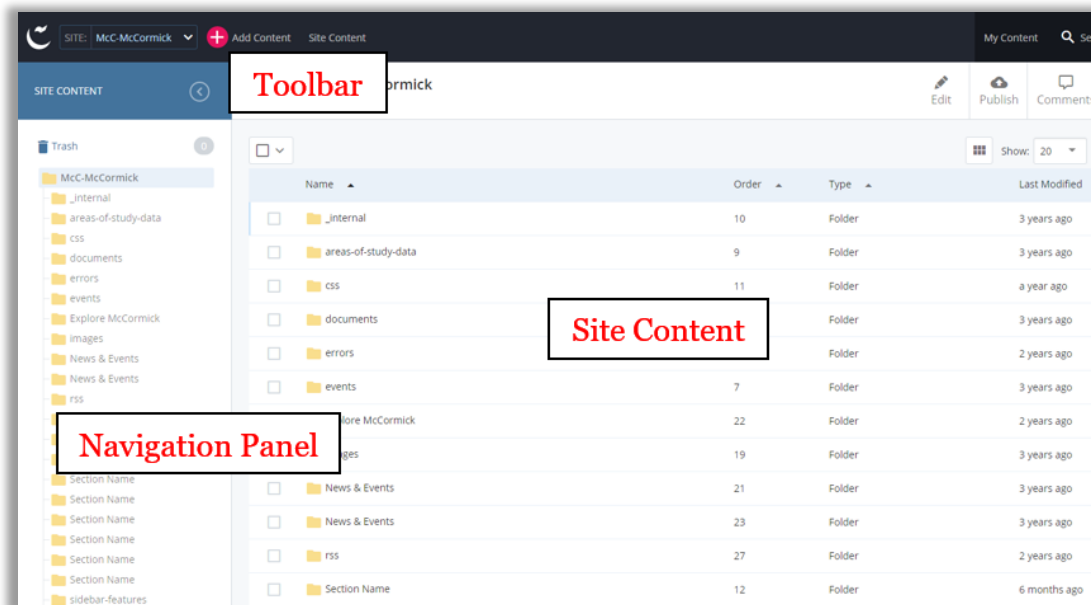 SITE: McC-McCormick Add Content Site Content My Content Se
SITE CONTENT Toolbar ormick Edit Publish Comment
Trash 0 Show: 20
McC-McCormick Name Order Type Last Modified
_internal _internal 10 Folder 3 years ago
areas-of-study-data areas-of-study-data 9 Folder 3 years ago
css css 11 Folder a year ago
documents documents Folder 3 years ago
errors errors Folder 2 years ago
events events 7 Folder 3 years ago
Site Content
Explore McCormick lore McCormick 22 Folder 2 years ago
images ges 19 Folder 3 years ago
News & Events News & Events 21 Folder 3 years ago
News & Events News & Events 23 Folder 3 years ago
rss rss 27 Folder 2 years ago
Navigation Panel
Section Name Section Name 12 Folder 6 months ago
Section Name
Section Name
Section Name
Section Name
Section Name
sidebar-features